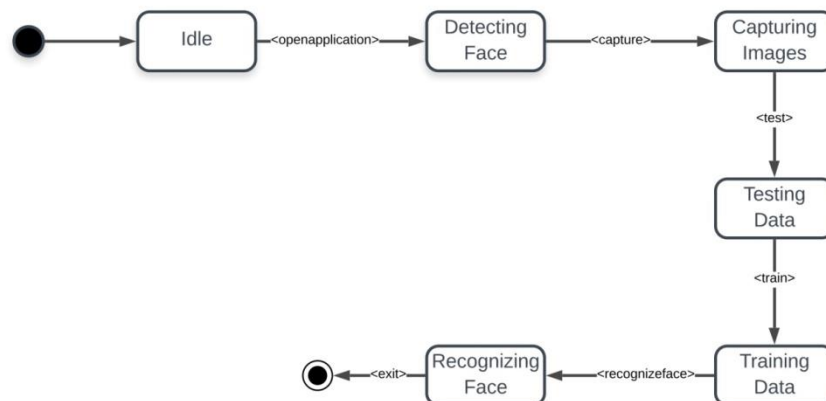 Idle
<openapplication>
Detecting
Face
<capture>
Capturing
Images
<test>
Testing
Data
<train>
Training
Data
<recognizeface>
Recognizing
Face
<exit>